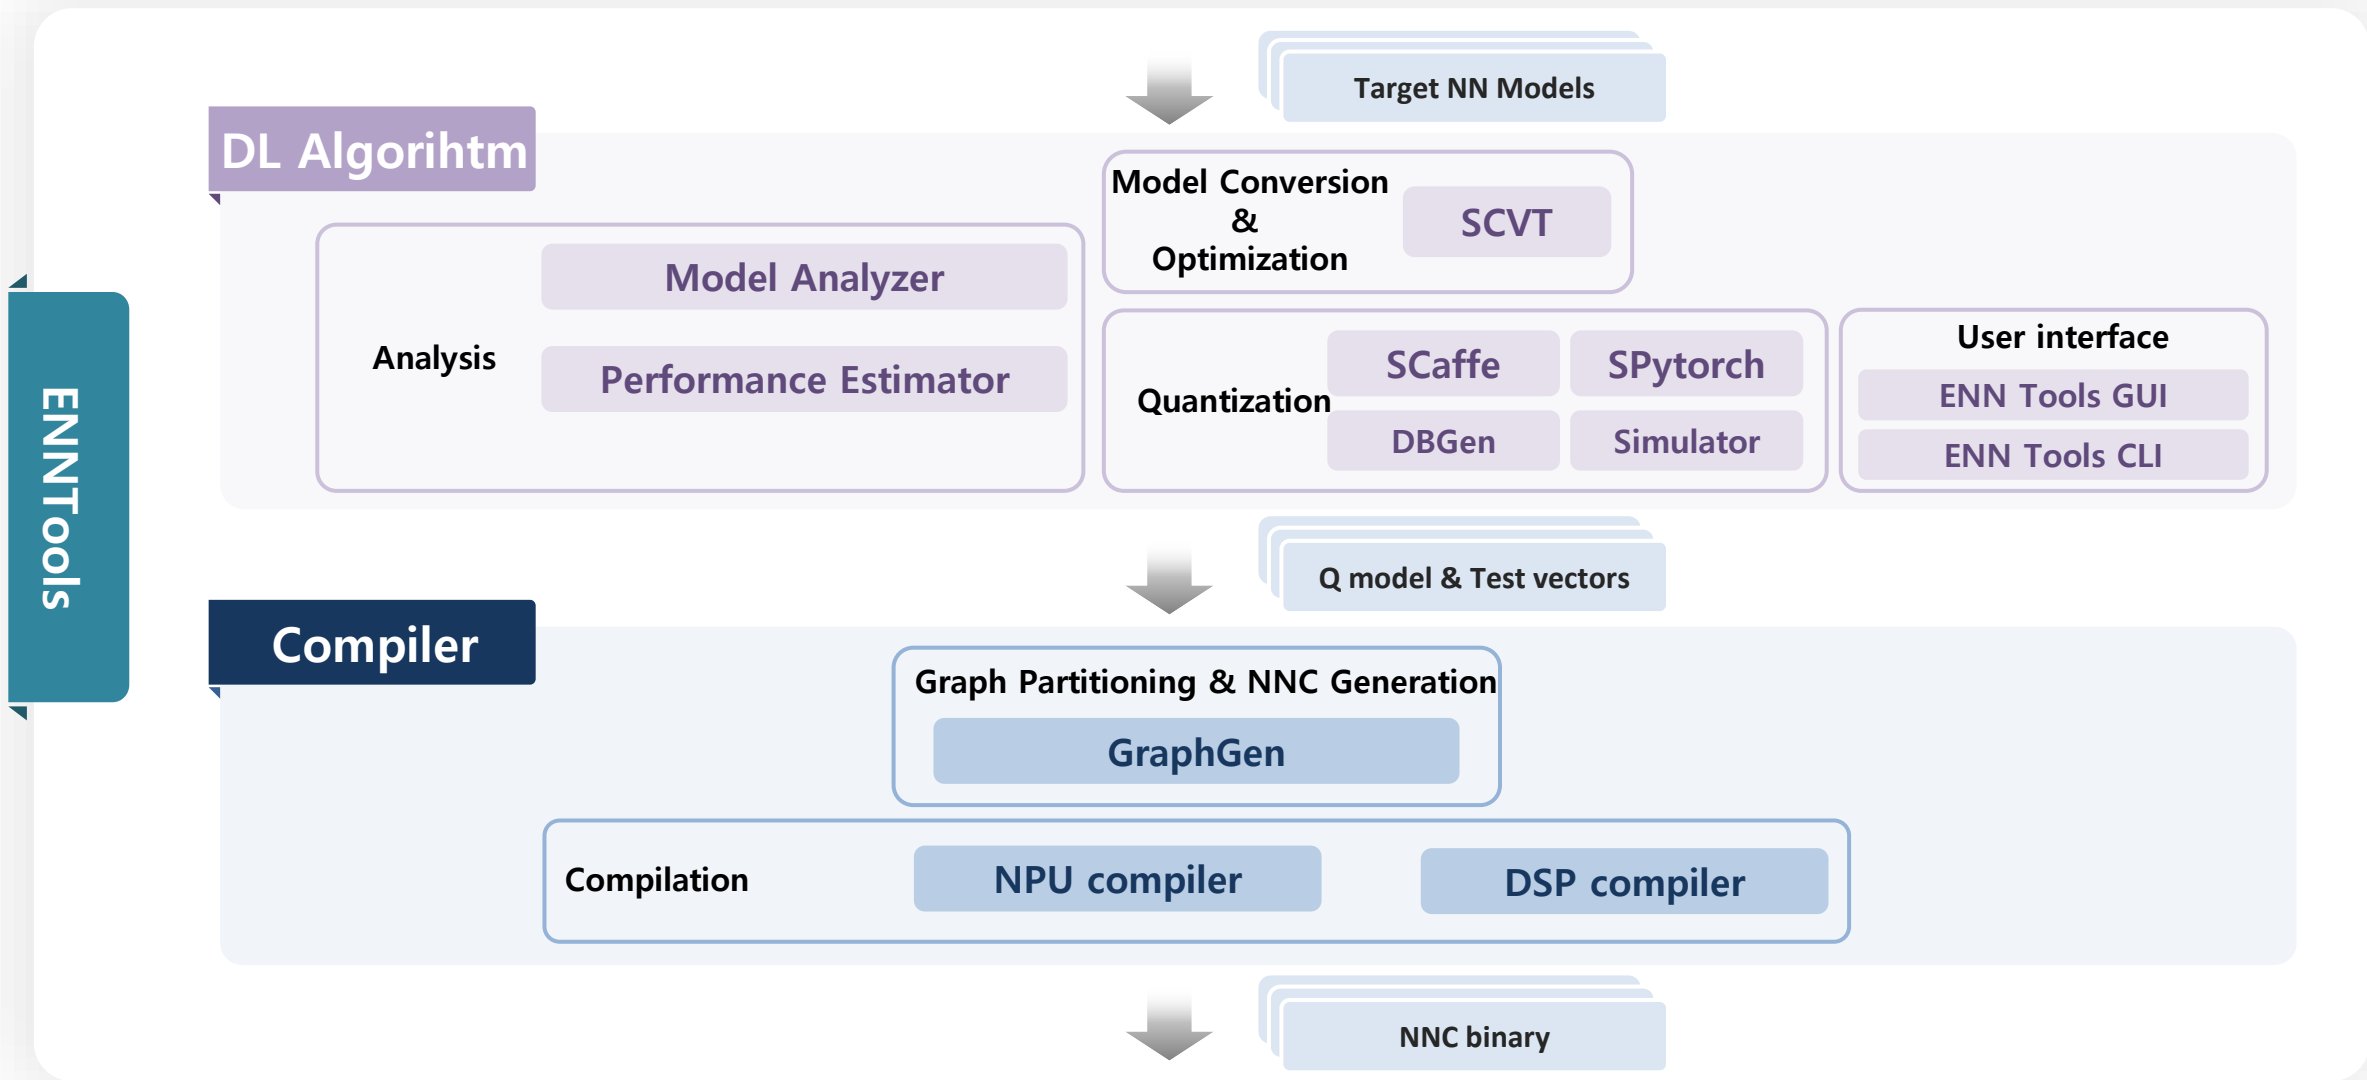 Target NN Models
DL Algorihtm
Model Conversion
&
Optimization
SCVT
Analysis
Model Analyzer
Performance Estimator
Quantization
SCaffe
SPytorch
DBGen
Simulator
User interface
ENN Tools GUI
ENN Tools CLI
ENNTools
Q model & Test vectors
Compiler
Graph Partitioning & NNC Generation
GraphGen
Compilation
NPU compiler
DSP compiler
NNC binary